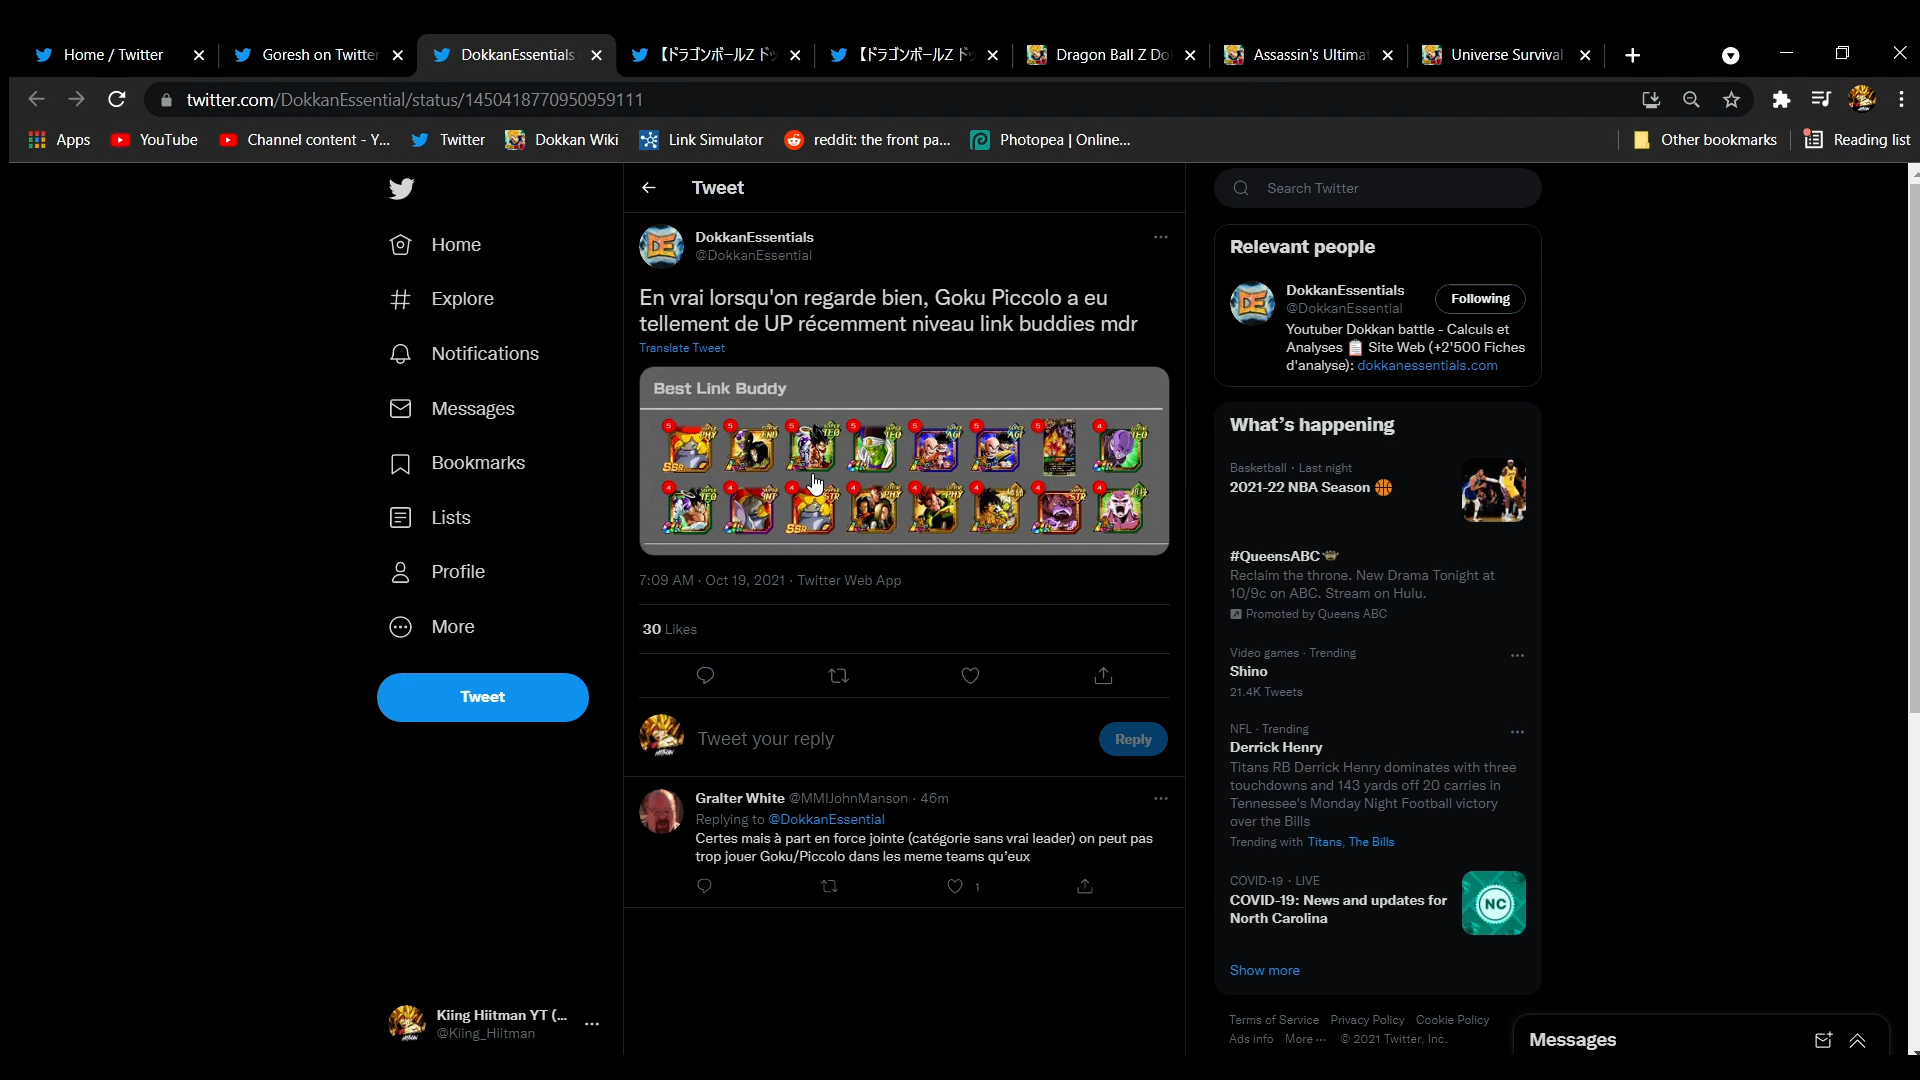 Home / Twitter
Goresh on Twitter
DokkanEssentials
【ドラゴンボールZ ド
【ドラゴンボールZ ド
Dragon Ball Z Do
Assassin's Ultima
Universe Survival
twitter.com/DokkanEssential/status/1450418770950959111
Apps
YouTube
Channel content - Y...
Twitter
Dokkan Wiki
Link Simulator
reddit: the front pa...
Photopea | Online...
Other bookmarks
Reading list
Home
Explore
Notifications
Messages
Bookmarks
Lists
Profile
More
Tweet
Kiing Hiitman YT (...
@Kiing_Hiitman
Tweet
DokkanEssentials
@DokkanEssential
En vrai lorsqu'on regarde bien, Goku Piccolo a eu
tellement de UP récemment niveau link buddies mdr
Translate Tweet
Best Link Buddy
7:09 AM · Oct 19, 2021 · Twitter Web App
30 Likes
Tweet your reply
Reply
Gralter White @MMIJohnManson · 46m
Replying to @DokkanEssential
Certes mais à part en force jointe (catégorie sans vrai leader) on peut pas
trop jouer Goku/Piccolo dans les meme teams qu'eux
1
Search Twitter
Relevant people
DokkanEssentials
@DokkanEssential
Following
Youtuber Dokkan battle - Calculs et
Analyses 📋 Site Web (+2'500 Fiches
d'analyse): dokkanessentials.com
What's happening
Basketball · Last night
2021-22 NBA Season 🏀
#QueensABC
Reclaim the throne. New Drama Tonight at
10/9c on ABC. Stream on Hulu.
Promoted by Queens ABC
Video games · Trending
Shino
21.4K Tweets
NFL · Trending
Derrick Henry
Titans RB Derrick Henry dominates with three
touchdowns and 143 yards off 20 carries in
Tennessee's Monday Night Football victory
over the Bills
Trending with Titans, The Bills
COVID-19 · LIVE
COVID-19: News and updates for
North Carolina
NC
Show more
Terms of Service Privacy Policy Cookie Policy
Ads info More ··· © 2021 Twitter, Inc.
Messages